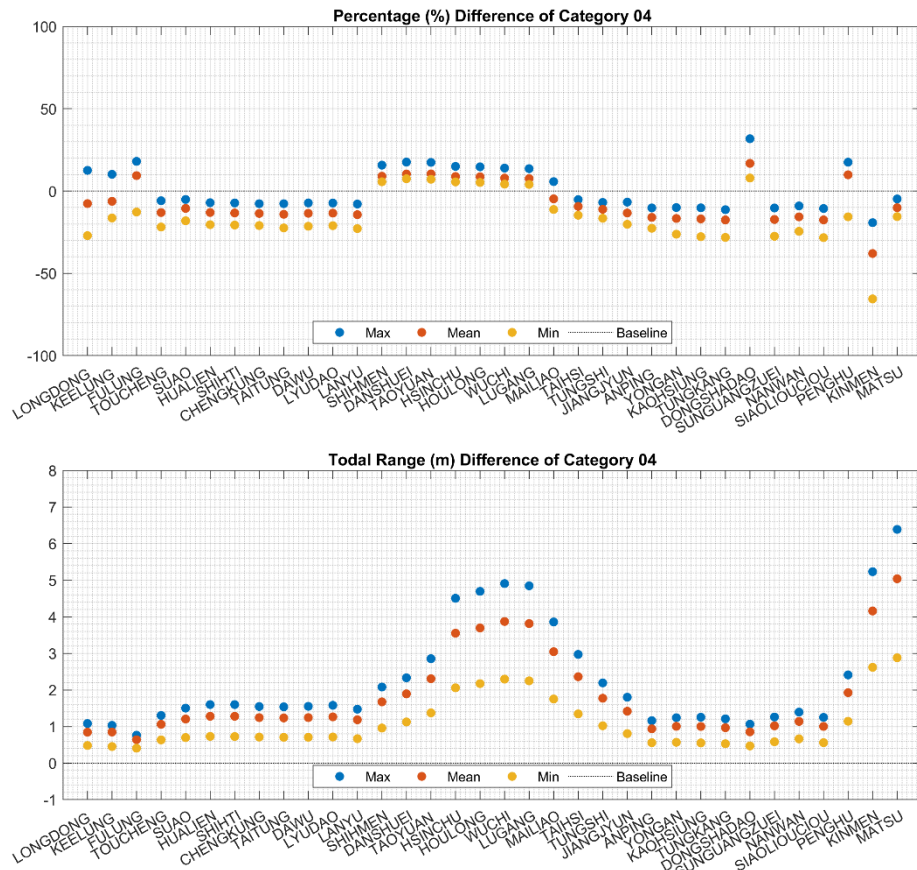 Percentage (%) Difference of Category 04
100
50
0
-50
-100
Max Mean Min Baseline
LONGDONG
KEELUNG
FULUNG
TOUCHENG
SUAO
HUALIEN
SHIHTI
CHENGKUNG
TAITUNG
DAWU
LYUDAO
LANYU
SHIHMEN
DANSHUEI
TAOYUAN
HSINCHU
HOULONG
WUCHI
LUGANG
MAILIAO
TAIHSI
TUNGSHI
JIANGJYUN
ANPING
YONGAN
KAOHSIUNG
TUNGKANG
DONGSHADAO
SUNGUANGZUEI
NANWAN
SIAOLIOUCIOU
PENGHU
KINMEN
MATSU
Todal Range (m) Difference of Category 04
8
7
6
5
4
3
2
1
0
-1
Max Mean Min Baseline
LONGDONG
KEELUNG
FULUNG
TOUCHENG
SUAO
HUALIEN
SHIHTI
CHENGKUNG
TAITUNG
DAWU
LYUDAO
LANYU
SHIHMEN
DANSHUEI
TAOYUAN
HSINCHU
HOULONG
WUCHI
LUGANG
MAILIAO
TAIHSI
TUNGSHI
JIANGJYUN
ANPING
YONGAN
KAOHSIUNG
TUNGKANG
DONGSHADAO
SUNGUANGZUEI
NANWAN
SIAOLIOUCIOU
PENGHU
KINMEN
MATSU